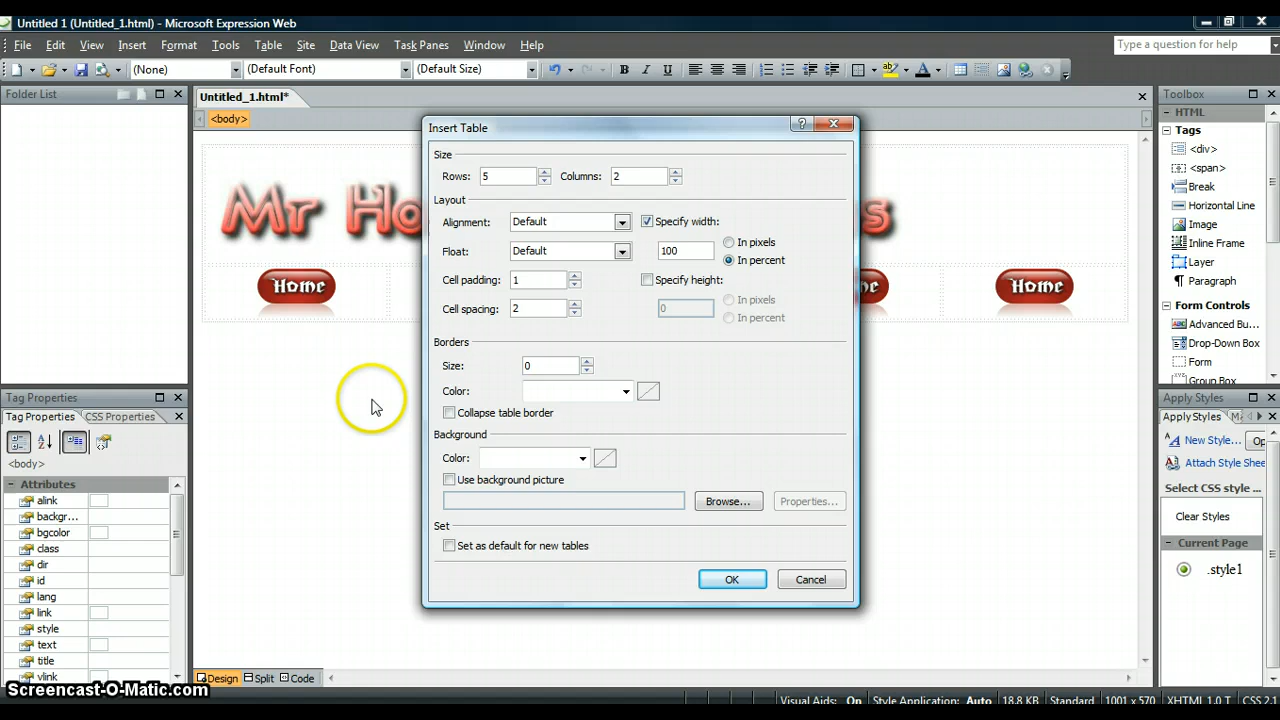 Untitled 1 (Untitled_1.html) - Microsoft Expression Web
File Edit View Insert Format Tools Table Site Data View Task Panes Window Help
Type a question for help
(None) (Default Font) (Default Size) B I U
Folder List
Untitled_1.html*
<body>
Mr Ho s
Home Home
Insert Table
Size
Rows: 5 Columns: 2
Layout
Alignment: Default Specify width:
Float: Default 100 In pixels
In percent
Cell padding: 1 Specify height:
Cell spacing: 2 0 In pixels
In percent
Borders
Size: 0
Color:
Collapse table border
Background
Color:
Use background picture
Browse... Properties...
Set
Set as default for new tables
OK Cancel
Tag Properties
Tag Properties CSS Properties
<body>
Attributes
alink
backgr...
bgcolor
class
dir
id
lang
link
style
text
title
vlink
Toolbox
HTML
Tags
<div>
<span>
Break
Horizontal Line
Image
Inline Frame
Layer
Paragraph
Form Controls
Advanced Bu...
Drop-Down Box
Form
Group Box
Apply Styles
Apply Styles M
New Style... Op
Attach Style Shee
Select CSS style ...
Clear Styles
Current Page
.style1
Design Split Code
Screencast-O-Matic.com
Visual Aids: On Style Application: Auto 18.8 KB Standard 1001 x 570 XHTML 1.0 T CSS 2.1